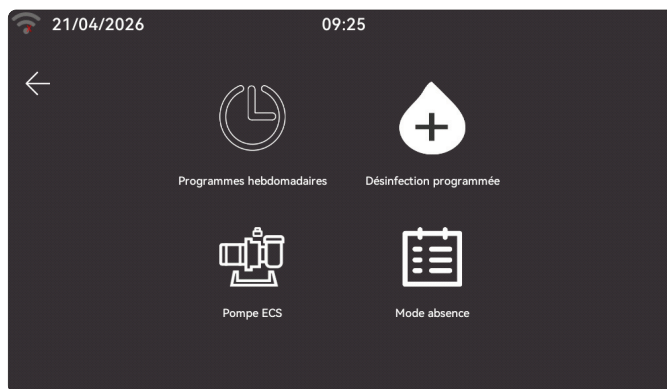 21/04/2026 09:25
Programmes hebdomadaires Désinfection programmée
Pompe ECS Mode absence